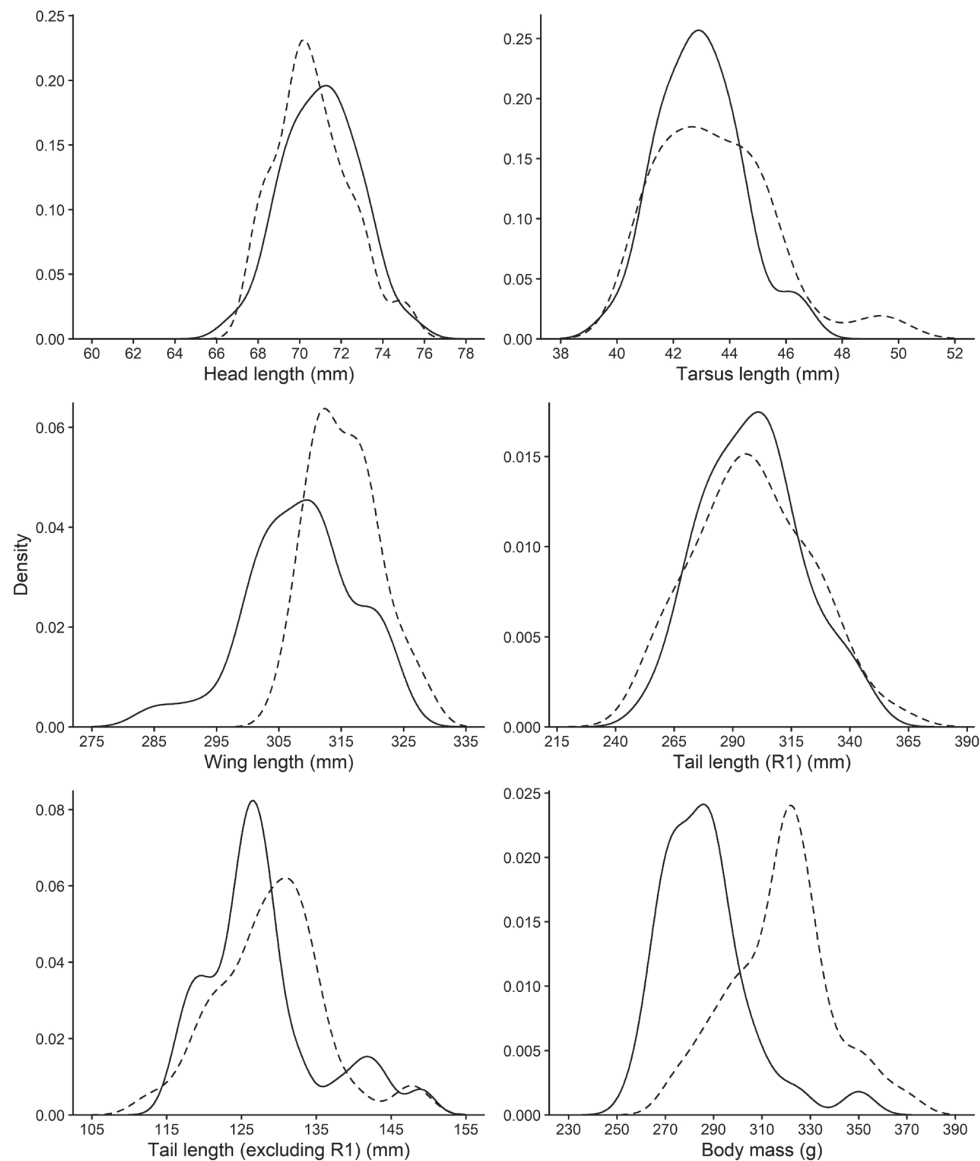 0.25
0.20
0.15
0.10
0.05
0.00
60 62 64 66 68 70 72 74 76 78
Head length (mm)
0.25
0.20
0.15
0.10
0.05
0.00
38 40 42 44 46 48 50 52
Tarsus length (mm)
Density
0.06
0.04
0.02
0.00
275 285 295 305 315 325 335
Wing length (mm)
0.015
0.010
0.005
0.000
215 240 265 290 315 340 365 390
Tail length (R1) (mm)
0.08
0.06
0.04
0.02
0.00
105 115 125 135 145 155
Tail length (excluding R1) (mm)
0.025
0.020
0.015
0.010
0.005
0.000
230 250 270 290 310 330 350 370 390
Body mass (g)